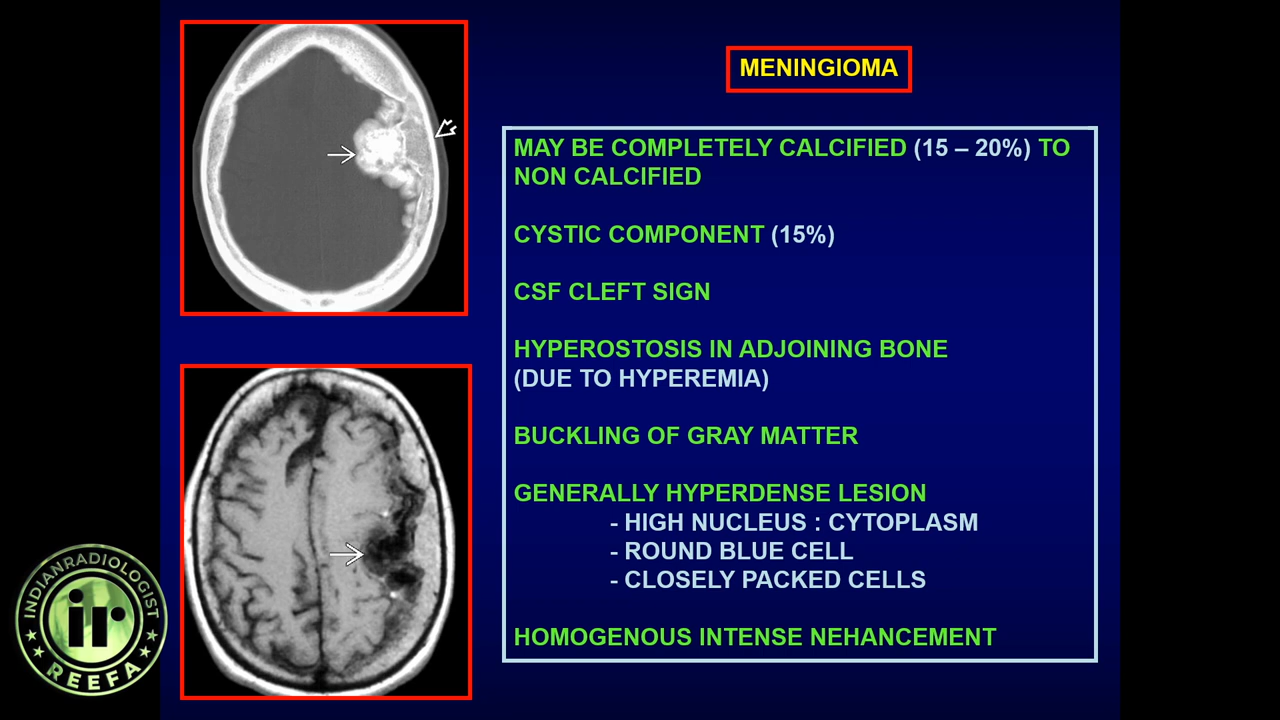 MENINGIOMA
MAY BE COMPLETELY CALCIFIED (15 – 20%) TO
NON CALCIFIED
CYSTIC COMPONENT (15%)
CSF CLEFT SIGN
HYPEROSTOSIS IN ADJOINING BONE
(DUE TO HYPEREMIA)
BUCKLING OF GRAY MATTER
GENERALLY HYPERDENSE LESION
- HIGH NUCLEUS : CYTOPLASM
- ROUND BLUE CELL
- CLOSELY PACKED CELLS
HOMOGENOUS INTENSE NEHANCEMENT
INDIANRADIOLOGIST
ir
REEFA